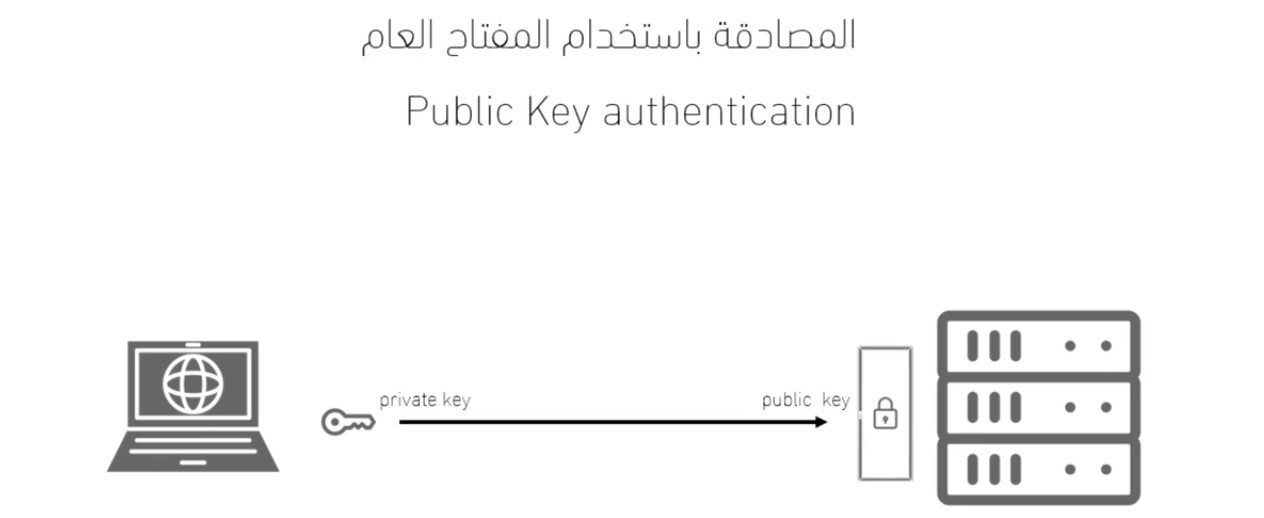 المصادقة باستخدام المفتاح العام
Public Key authentication
private key
public key